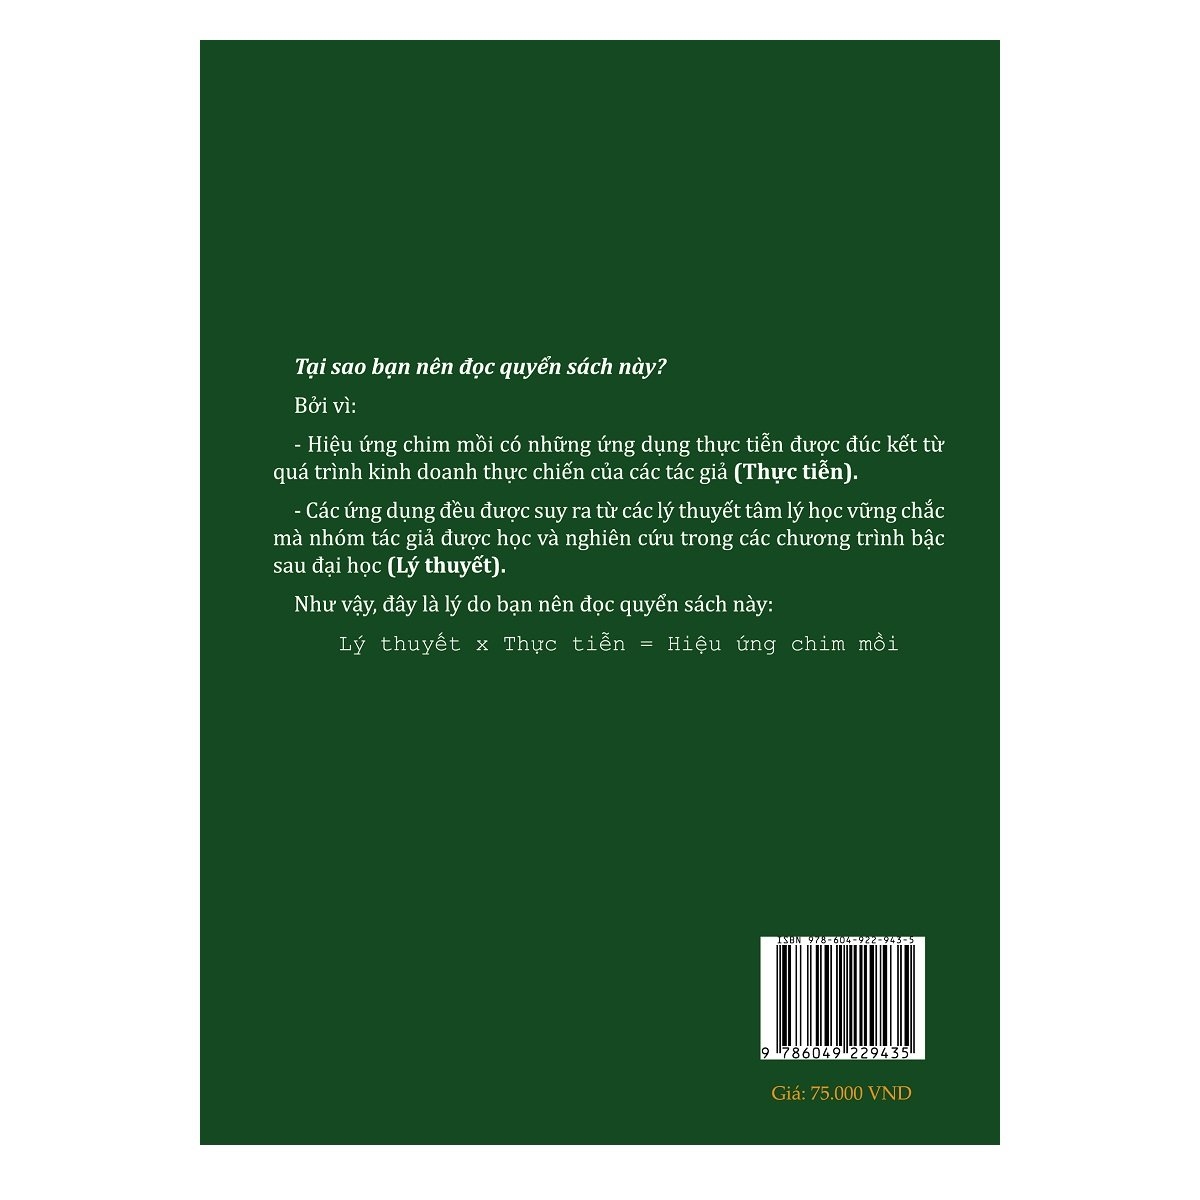 Tại sao bạn nên đọc quyển sách này?
Bởi vì:
- Hiệu ứng chim mồi có những ứng dụng thực tiễn được đúc kết từ
quá trình kinh doanh thực chiến của các tác giả (Thực tiễn).
- Các ứng dụng đều được suy ra từ các lý thuyết tâm lý học vững chắc
mà nhóm tác giả được học và nghiên cứu trong các chương trình bậc
sau đại học (Lý thuyết).
Như vậy, đây là lý do bạn nên đọc quyển sách này:
Lý thuyết x Thực tiễn = Hiệu ứng chim mồi
ISBN 978-604-922-943-5
9 786049 229435
Giá: 75.000 VND